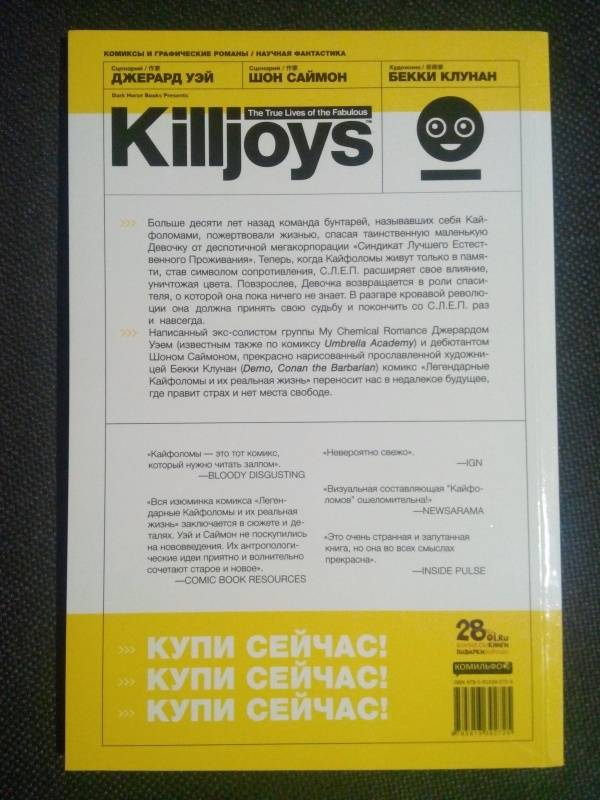 КОМИКСЫ И ГРАФИЧЕСКИЕ РОМАНЫ / НАУЧНАЯ ФАНТАСТИКА
Сценарий / 作家
ДЖЕРАРД УЭЙ
Сценарий / 作家
ШОН САЙМОН
Художник /
БЕККИ КЛУНАН
Dark Horse Books Presents
The True Lives of the Fabulous
Killjoys™
>>> Больше десяти лет назад команда бунтарей, называвших себя Кай-
фоломами, пожертвовали жизнью, спасая таинственную маленькую
Девочку от деспотичной мегакорпорации «Синдикат Лучшего Естест-
венного Проживания». Теперь, когда Кайфоломы живут только в памя-
ти, став символом сопротивления, С.Л.Е.П. расширяет свое влияние,
уничтожая цвета. Повзрослев, Девочка возвращается в роли спаси-
теля, о которой она пока ничего не знает. В разгаре кровавой револю-
ции она должна принять свою судьбу и покончить со С.Л.Е.П. раз
и навсегда.
>>> Написанный экс-солистом группы My Chemical Romance Джерардом
Уэем (известным также по комиксу Umbrella Academy) и дебютантом
Шоном Саймоном, прекрасно нарисованный прославленной художни-
цей Бекки Клунан (Demo, Conan the Barbarian) комикс «Легендарные
Кайфоломы и их реальная жизнь» переносит нас в недалекое будущее,
где правит страх и нет места свободе.
«Кайфоломы — это тот комикс,
который нужно читать залпом».
—BLOODY DISGUSTING
«Вся изюминка комикса «Леген-
дарные Кайфоломы и их реальная
жизнь» заключается в сюжете и де-
талях. Уэй и Саймон не поскупились
на нововведения. Их антропологи-
ческие идеи приятно и волнительно
сочетают старое и новое».
—COMIC BOOK RESOURCES
«Невероятно свежо».
—IGN
«Визуальная составляющая "Кайфо-
ломов" ошеломительна!»
—NEWSARAMA
«Это очень странная и запутанная
книга, но она во всех смыслах
прекрасна».
—INSIDE PULSE
>>> КУПИ СЕЙЧАС!
>>> КУПИ СЕЙЧАС!
>>> КУПИ СЕЙЧАС!
28
КОМИЛЬФО